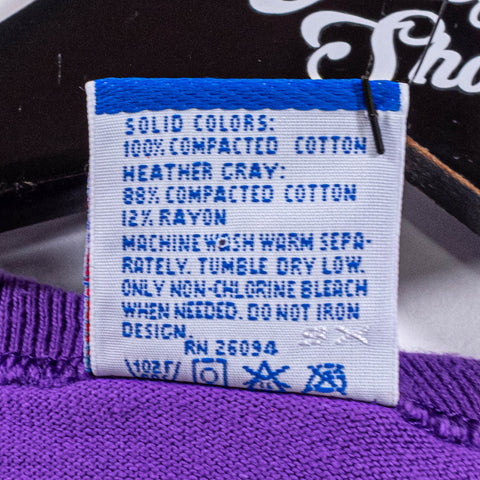 Sho
SOLID COLORS:
100% COMPACTED COTTON
HEATHER GRAY:
88% COMPACTED COTTON
12% RAYON
MACHINE WASH WARM SEPA-
RATELY. TUMBLE DRY LOW.
ONLY NON-CHLORINE BLEACH
WHEN NEEDED. DO NOT IRON
DESIGN.
RN 26094